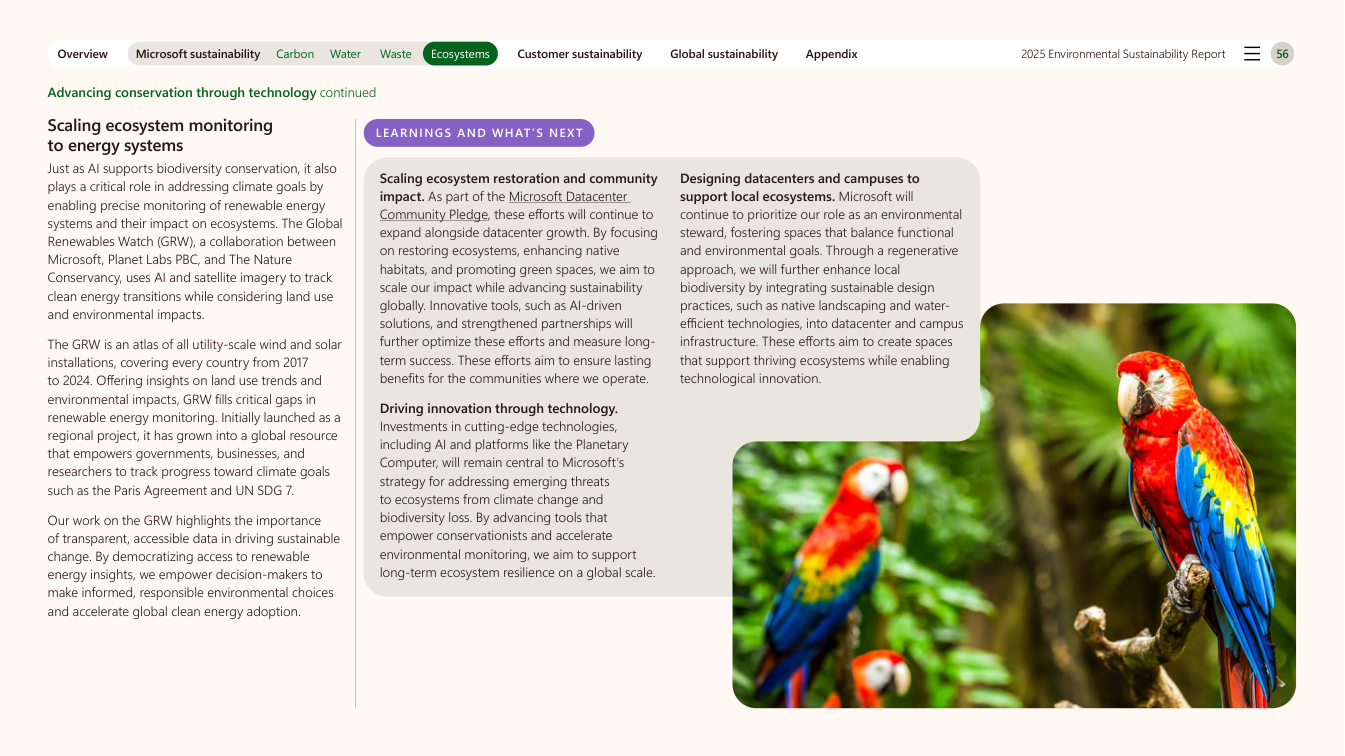 Overview
Microsoft sustainability
Carbon
Water
Waste
Ecosystems
Customer sustainability
Global sustainability
Appendix
2025 Environmental Sustainability Report
56
Advancing conservation through technology continued
Scaling ecosystem monitoring
to energy systems
Just as AI supports biodiversity conservation, it also
plays a critical role in addressing climate goals by
enabling precise monitoring of renewable energy
systems and their impact on ecosystems. The Global
Renewables Watch (GRW), a collaboration between
Microsoft, Planet Labs PBC, and The Nature
Conservancy, uses AI and satellite imagery to track
clean energy transitions while considering land use
and environmental impacts.
The GRW is an atlas of all utility-scale wind and solar
installations, covering every country from 2017
to 2024. Offering insights on land use trends and
environmental impacts, GRW fills critical gaps in
renewable energy monitoring. Initially launched as a
regional project, it has grown into a global resource
that empowers governments, businesses, and
researchers to track progress toward climate goals
such as the Paris Agreement and UN SDG 7.
Our work on the GRW highlights the importance
of transparent, accessible data in driving sustainable
change. By democratizing access to renewable
energy insights, we empower decision-makers to
make informed, responsible environmental choices
and accelerate global clean energy adoption.
LEARNINGS AND WHAT'S NEXT
Scaling ecosystem restoration and community
impact. As part of the Microsoft Datacenter
Community Pledge, these efforts will continue to
expand alongside datacenter growth. By focusing
on restoring ecosystems, enhancing native
habitats, and promoting green spaces, we aim to
scale our impact while advancing sustainability
globally. Innovative tools, such as AI-driven
solutions, and strengthened partnerships will
further optimize these efforts and measure long-
term success. These efforts aim to ensure lasting
benefits for the communities where we operate.
Driving innovation through technology.
Investments in cutting-edge technologies,
including AI and platforms like the Planetary
Computer, will remain central to Microsoft's
strategy for addressing emerging threats
to ecosystems from climate change and
biodiversity loss. By advancing tools that
empower conservationists and accelerate
environmental monitoring, we aim to support
long-term ecosystem resilience on a global scale.
Designing datacenters and campuses to
support local ecosystems. Microsoft will
continue to prioritize our role as an environmental
steward, fostering spaces that balance functional
and environmental goals. Through a regenerative
approach, we will further enhance local
biodiversity by integrating sustainable design
practices, such as native landscaping and water-
efficient technologies, into datacenter and campus
infrastructure. These efforts aim to create spaces
that support thriving ecosystems while enabling
technological innovation.